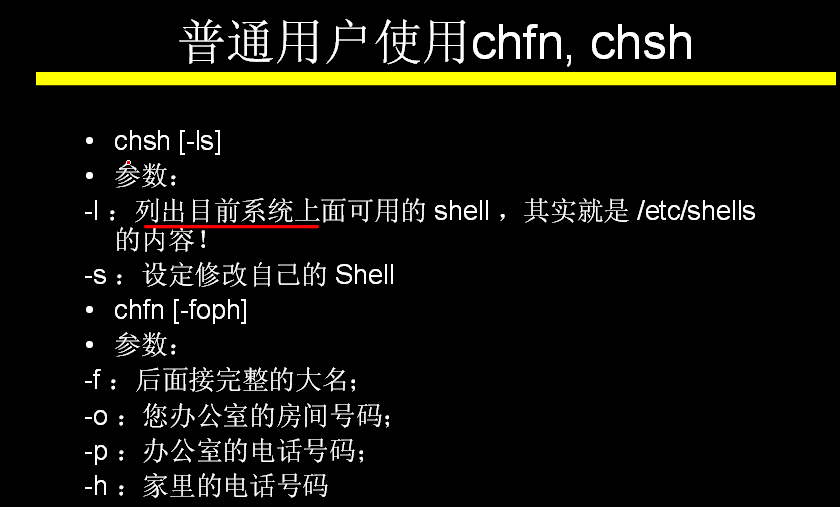 普通用户使用chfn, chsh
• chsh [-ls]
• 参数：
-l ：列出目前系统上面可用的 shell ，其实就是 /etc/shells
的内容！
-s ：设定修改自己的 Shell
• chfn [-foph]
• 参数：
-f ：后面接完整的大名；
-o ：您办公室的房间号码；
-p ：办公室的电话号码；
-h ：家里的电话号码